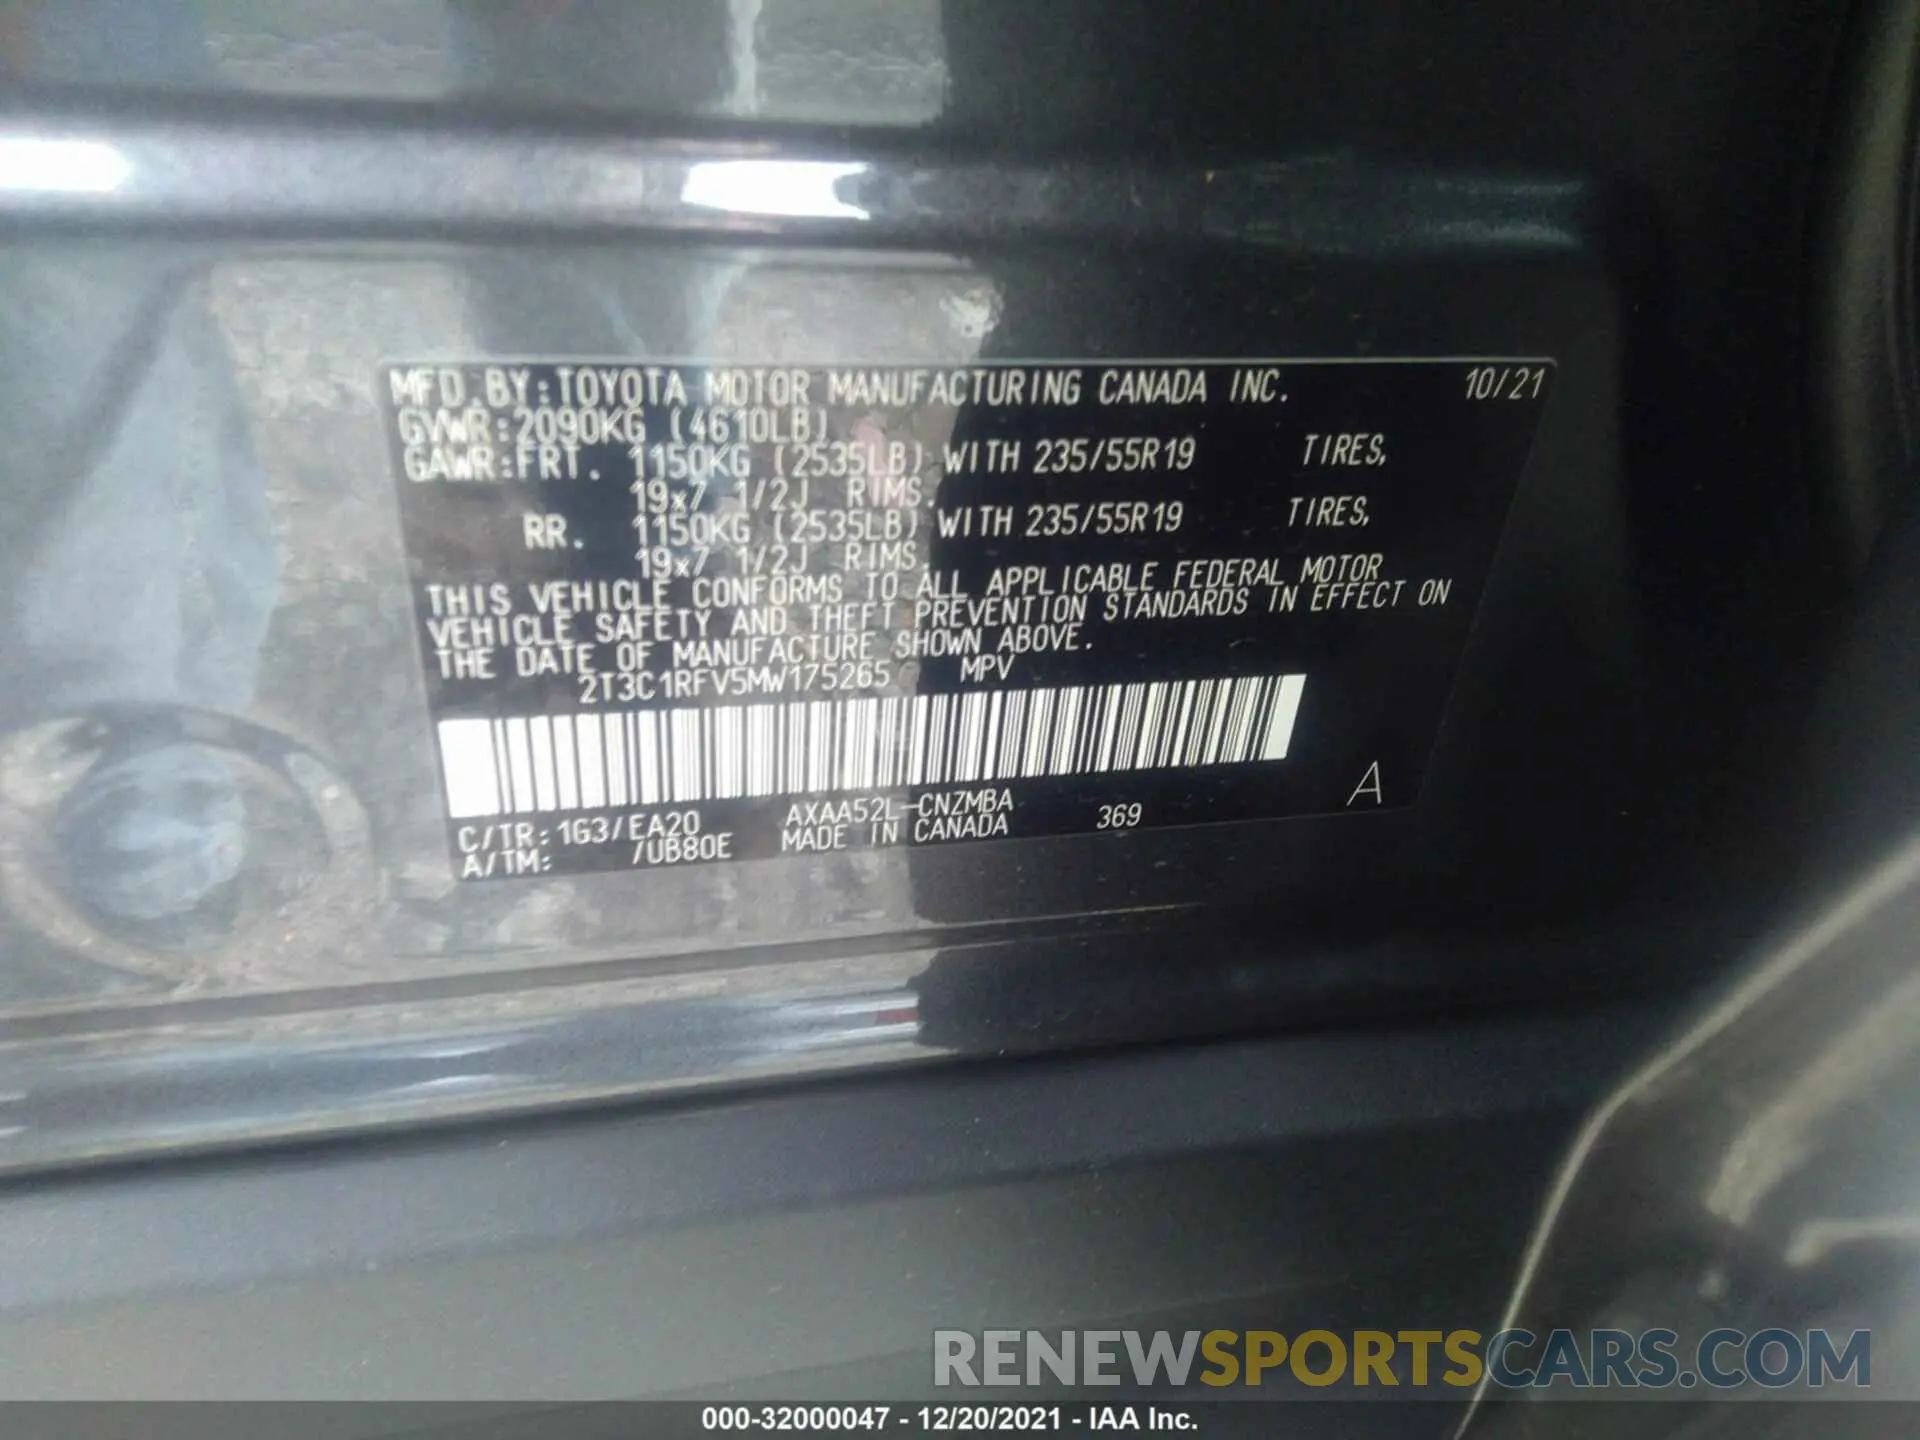 MFD.BY:TOYOTA MOTOR MANUFACTURING CANADA INC. 10/21
GVWR:2090KG (4610LB)
GAWR:FRT. 1150KG (2535LB) WITH 235/55R19 TIRES,
19x7 1/2J RIMS.
RR. 1150KG (2535LB) WITH 235/55R19 TIRES,
19x7 1/2J RIMS.
THIS VEHICLE CONFORMS TO ALL APPLICABLE FEDERAL MOTOR
VEHICLE SAFETY AND THEFT PREVENTION STANDARDS IN EFFECT ON
THE DATE OF MANUFACTURE SHOWN ABOVE.
2T3C1RFV5MW175265 MPV
C/TR:1G3/EA20 AXAA52L-CNZMBA 369 A
A/TM: /UB80E MADE IN CANADA
RENEWSPORTSCARS.COM
000-32000047 - 12/20/2021 - IAA Inc.